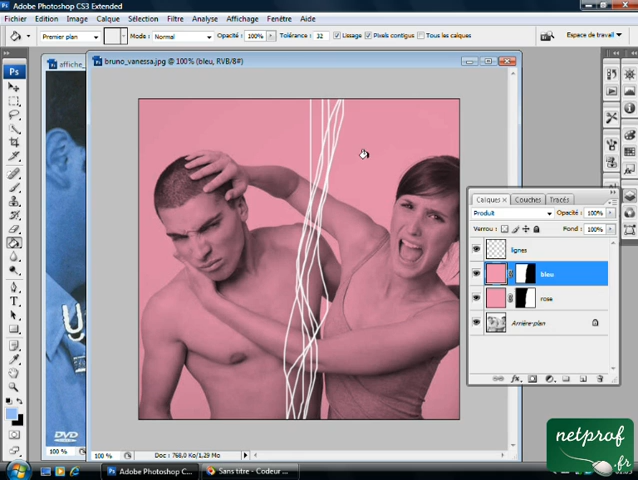 Adobe Photoshop CS3 Extended
Fichier Edition Image Calque Sélection Filtre Analyse Affichage Fenêtre Aide
Premier plan Mode : Normal Opacité : 100% Tolérance : 32 Lissage Pixels contigus Tous les calques Espace de travail
Ps
affiche_
bruno_vanessa.jpg @ 100% (bleu, RVB/8#)
Calques x Couches Tracés
Produit Opacité : 100%
Verrou : Fond : 100%
lignes
bleu
rose
Arrière-plan
DVD
100 %
100 % Doc : 768,0 Ko/1,29 Mo
netprof
.fr
Adobe Photoshop C... Sans titre - Codeur ...